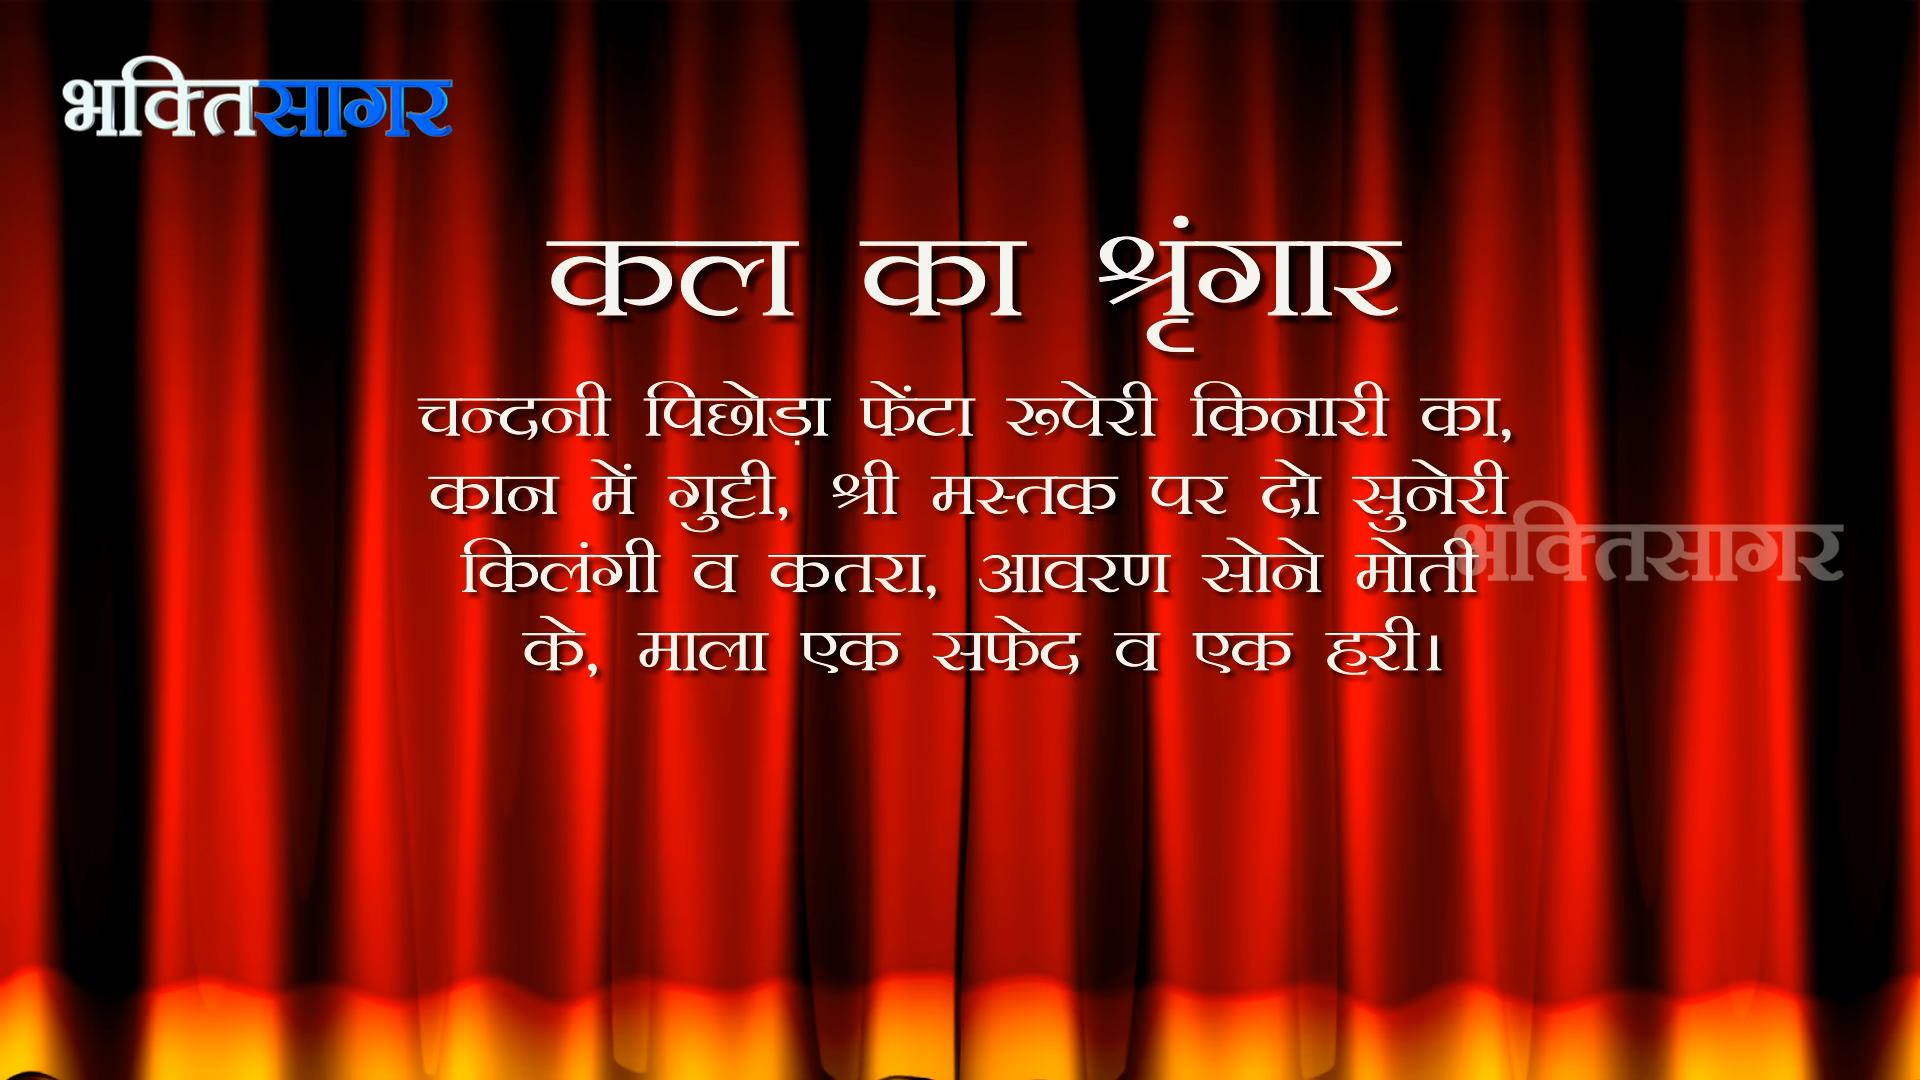 भक्तिसागर
कल का श्रृंगार
चन्दनी पिछोड़ा फेंटा रूपेरी किनारी का,
कान में गुट्टी, श्री मस्तक पर दो सुनेरी
किलंगी व कतरा, आवरण सोने मोती
के, माला एक सफेद व एक हरी।
भक्तिसागर